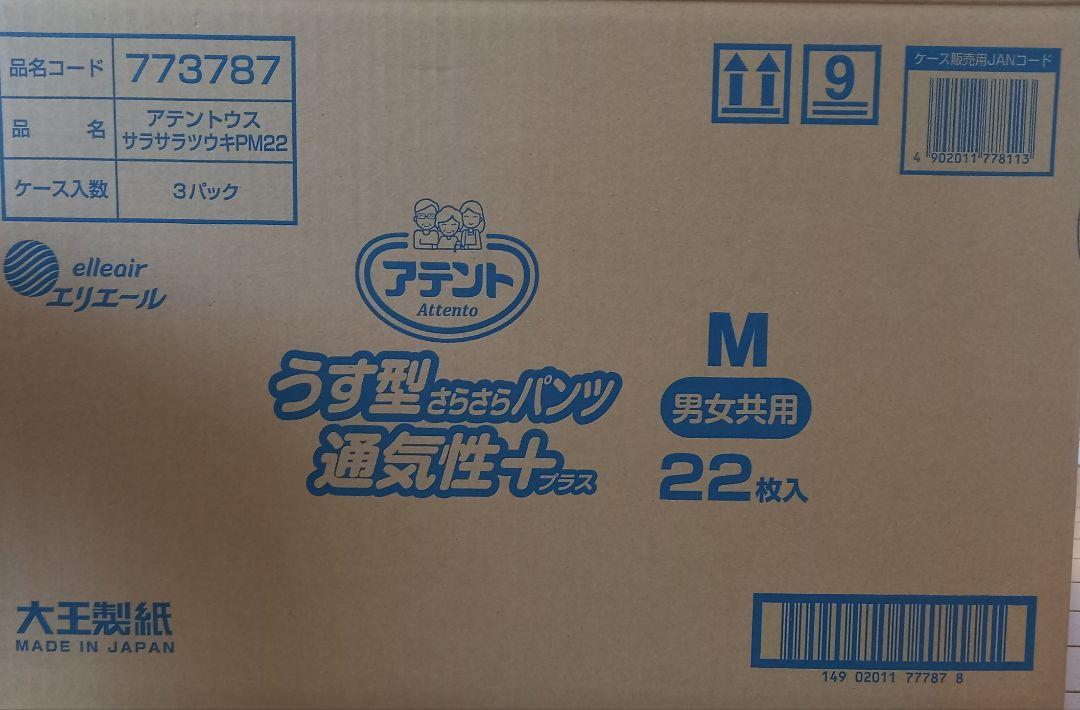 品名コード 773787
品名 アテントウス
サラサラツウキPM22
ケース入数 3パック
9
ケース販売用JANコード
4 902011 778113
elleair
エリエール
アテント
Attento
うす型さらさらパンツ
通気性+プラス
M
男女共用
22枚入
大王製紙
MADE IN JAPAN
149 02011 77787 8